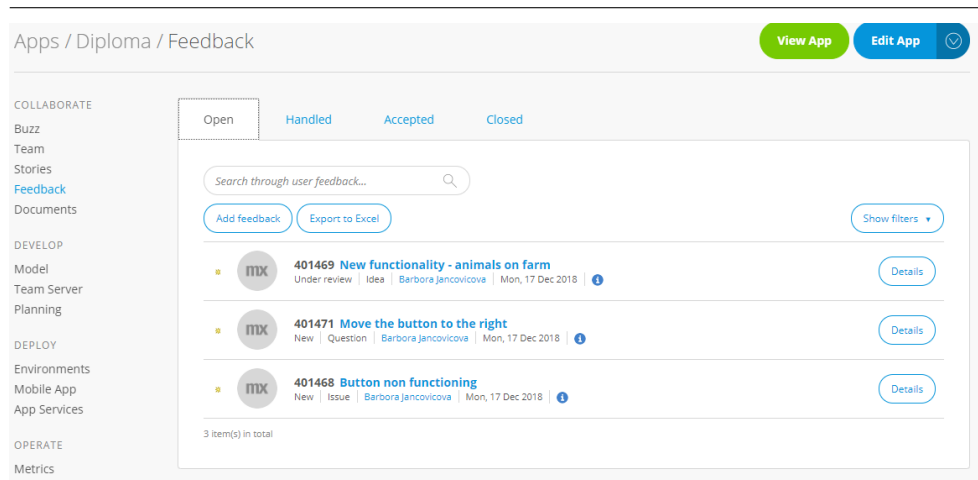 Apps / Diploma / Feedback
View App
Edit App
COLLABORATE
Buzz
Team
Stories
Feedback
Documents
DEVELOP
Model
Team Server
Planning
DEPLOY
Environments
Mobile App
App Services
OPERATE
Metrics
Open Handled Accepted Closed
Search through user feedback...
Add feedback Export to Excel Show filters
mx
401469 New functionality - animals on farm
Under review | Idea | Barbora Jancovicova | Mon, 17 Dec 2018
Details
mx
401471 Move the button to the right
New | Question | Barbora Jancovicova | Mon, 17 Dec 2018
Details
mx
401468 Button non functioning
New | Issue | Barbora Jancovicova | Mon, 17 Dec 2018
Details
3 item(s) in total